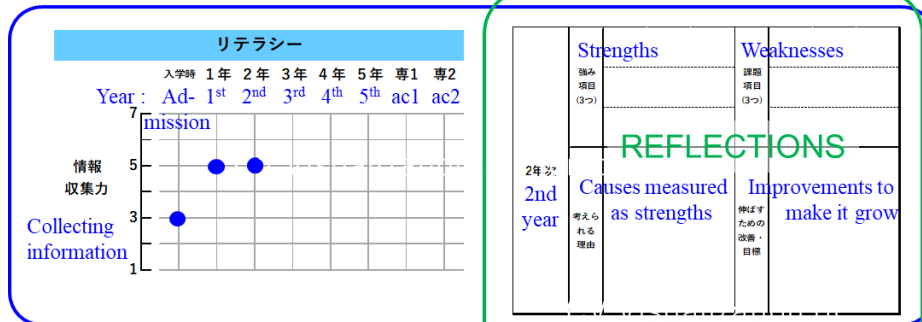 リテラシー
入学時 1年 2年 3年 4年 5年 専1 専2
Year : Ad-mission 1st 2nd 3rd 4th 5th ac1 ac2
7
情報
収集力
5
Collecting
information
3
1
Strengths
強み
項目
(3つ)
Weaknesses
課題
項目
(3つ)
REFLECTIONS
2年次
2nd
year
考えら
れる
理由
Causes measured
as strengths
伸ばす
ための
改善・
目標
Improvements to
make it grow